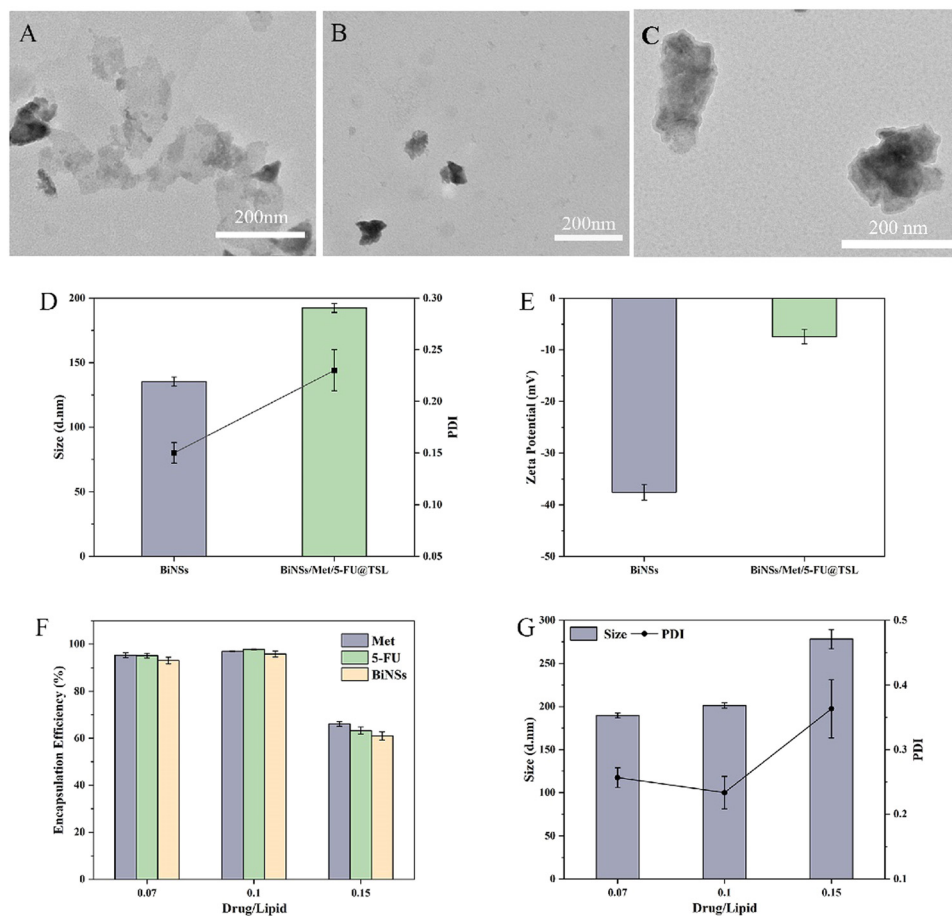 A
200nm
B
200nm
C
200 nm
D
200
150
100
50
0
Size (d.nm)
0.30
0.25
0.20
0.15
0.10
0.05
PDI
BiNSs
BiNSs/Met/5-FU@TSL
E
0
-10
-20
-30
-40
-50
Zeta Potential (mV)
BiNSs
BiNSs/Met/5-FU@TSL
F
100
80
60
40
20
0
Encapsulation Efficiency (%)
Met
5-FU
BiNSs
0.07
0.1
0.15
Drug/Lipid
G
300
250
200
150
100
50
0
Size (d.nm)
Size
PDI
0.5
0.4
0.3
0.2
0.1
PDI
0.07
0.1
0.15
Drug/Lipid